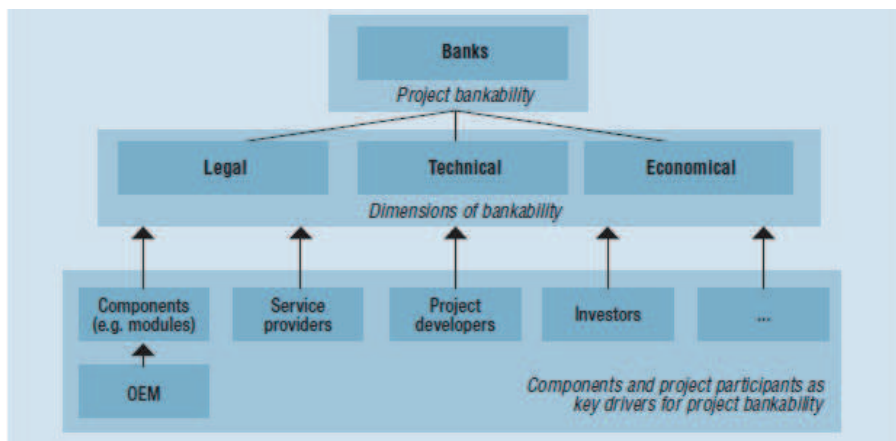 Banks
Project bankability
Legal
Technical
Economical
Dimensions of bankability
Components
(e.g. modules)
Service
providers
Project
developers
Investors
...
OEM
Components and project participants as
key drivers for project bankability